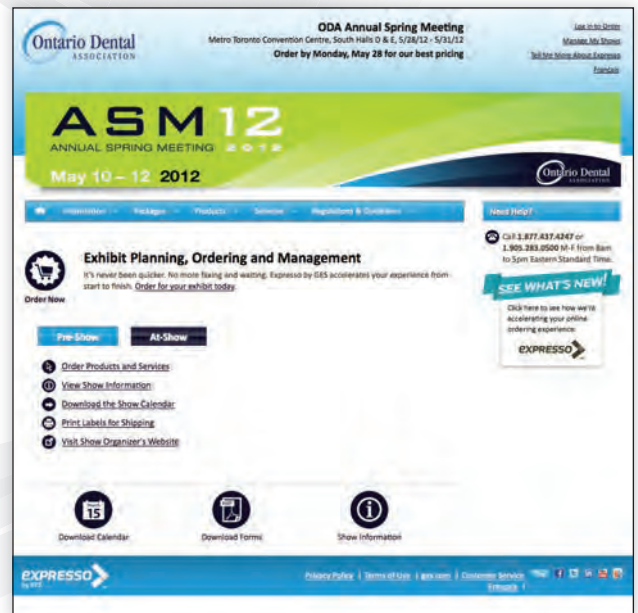 Ontario Dental
ASSOCIATION
ODA Annual Spring Meeting
Metro Toronto Convention Centre, South Halls D & E, 5/28/12 - 5/31/12
Order by Monday, May 28 for our best pricing
Log in to Order
Manage My Shows
Tell Me More About Expresso
Français
ASM12
ANNUAL SPRING MEETING 2012
May 10 – 12 2012
Ontario Dental
ASSOCIATION
Information
Packages
Products
Services
Regulations & Guidelines
Need Help?
Call 1.877.437.4247 or
1.905.283.0500 M-F from 8am
to 5pm Eastern Standard Time.
Order Now
Exhibit Planning, Ordering and Management
It's never been quicker. No more faxing and waiting. Expresso by GES accelerates your experience from
start to finish. Order for your exhibit today.
SEE WHAT'S NEW!
Click here to see how we're
accelerating your online
ordering experience.
EXPRESSO
Pre-Show
At-Show
Order Products and Services
View Show Information
Download the Show Calendar
Print Labels for Shipping
Visit Show Organizer's Website
15
Download Calendar
Download Forms
Show Information
EXPRESSO
by GES
Privacy Policy | Terms of Use | ges.com | Customer Service
Français |